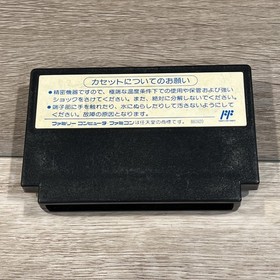 カセットについてのお願い
●精密機器ですので、極端な温度条件下での使用や保管および強い
ショックをさけてください。また、絶対に分解しないでください。
●端子部に手を触れたり、水にぬらしたりして汚さないようにして
ください。故障の原因となります。
ファミリーコンピュータ ファミコンは任天堂の商標です。
FF